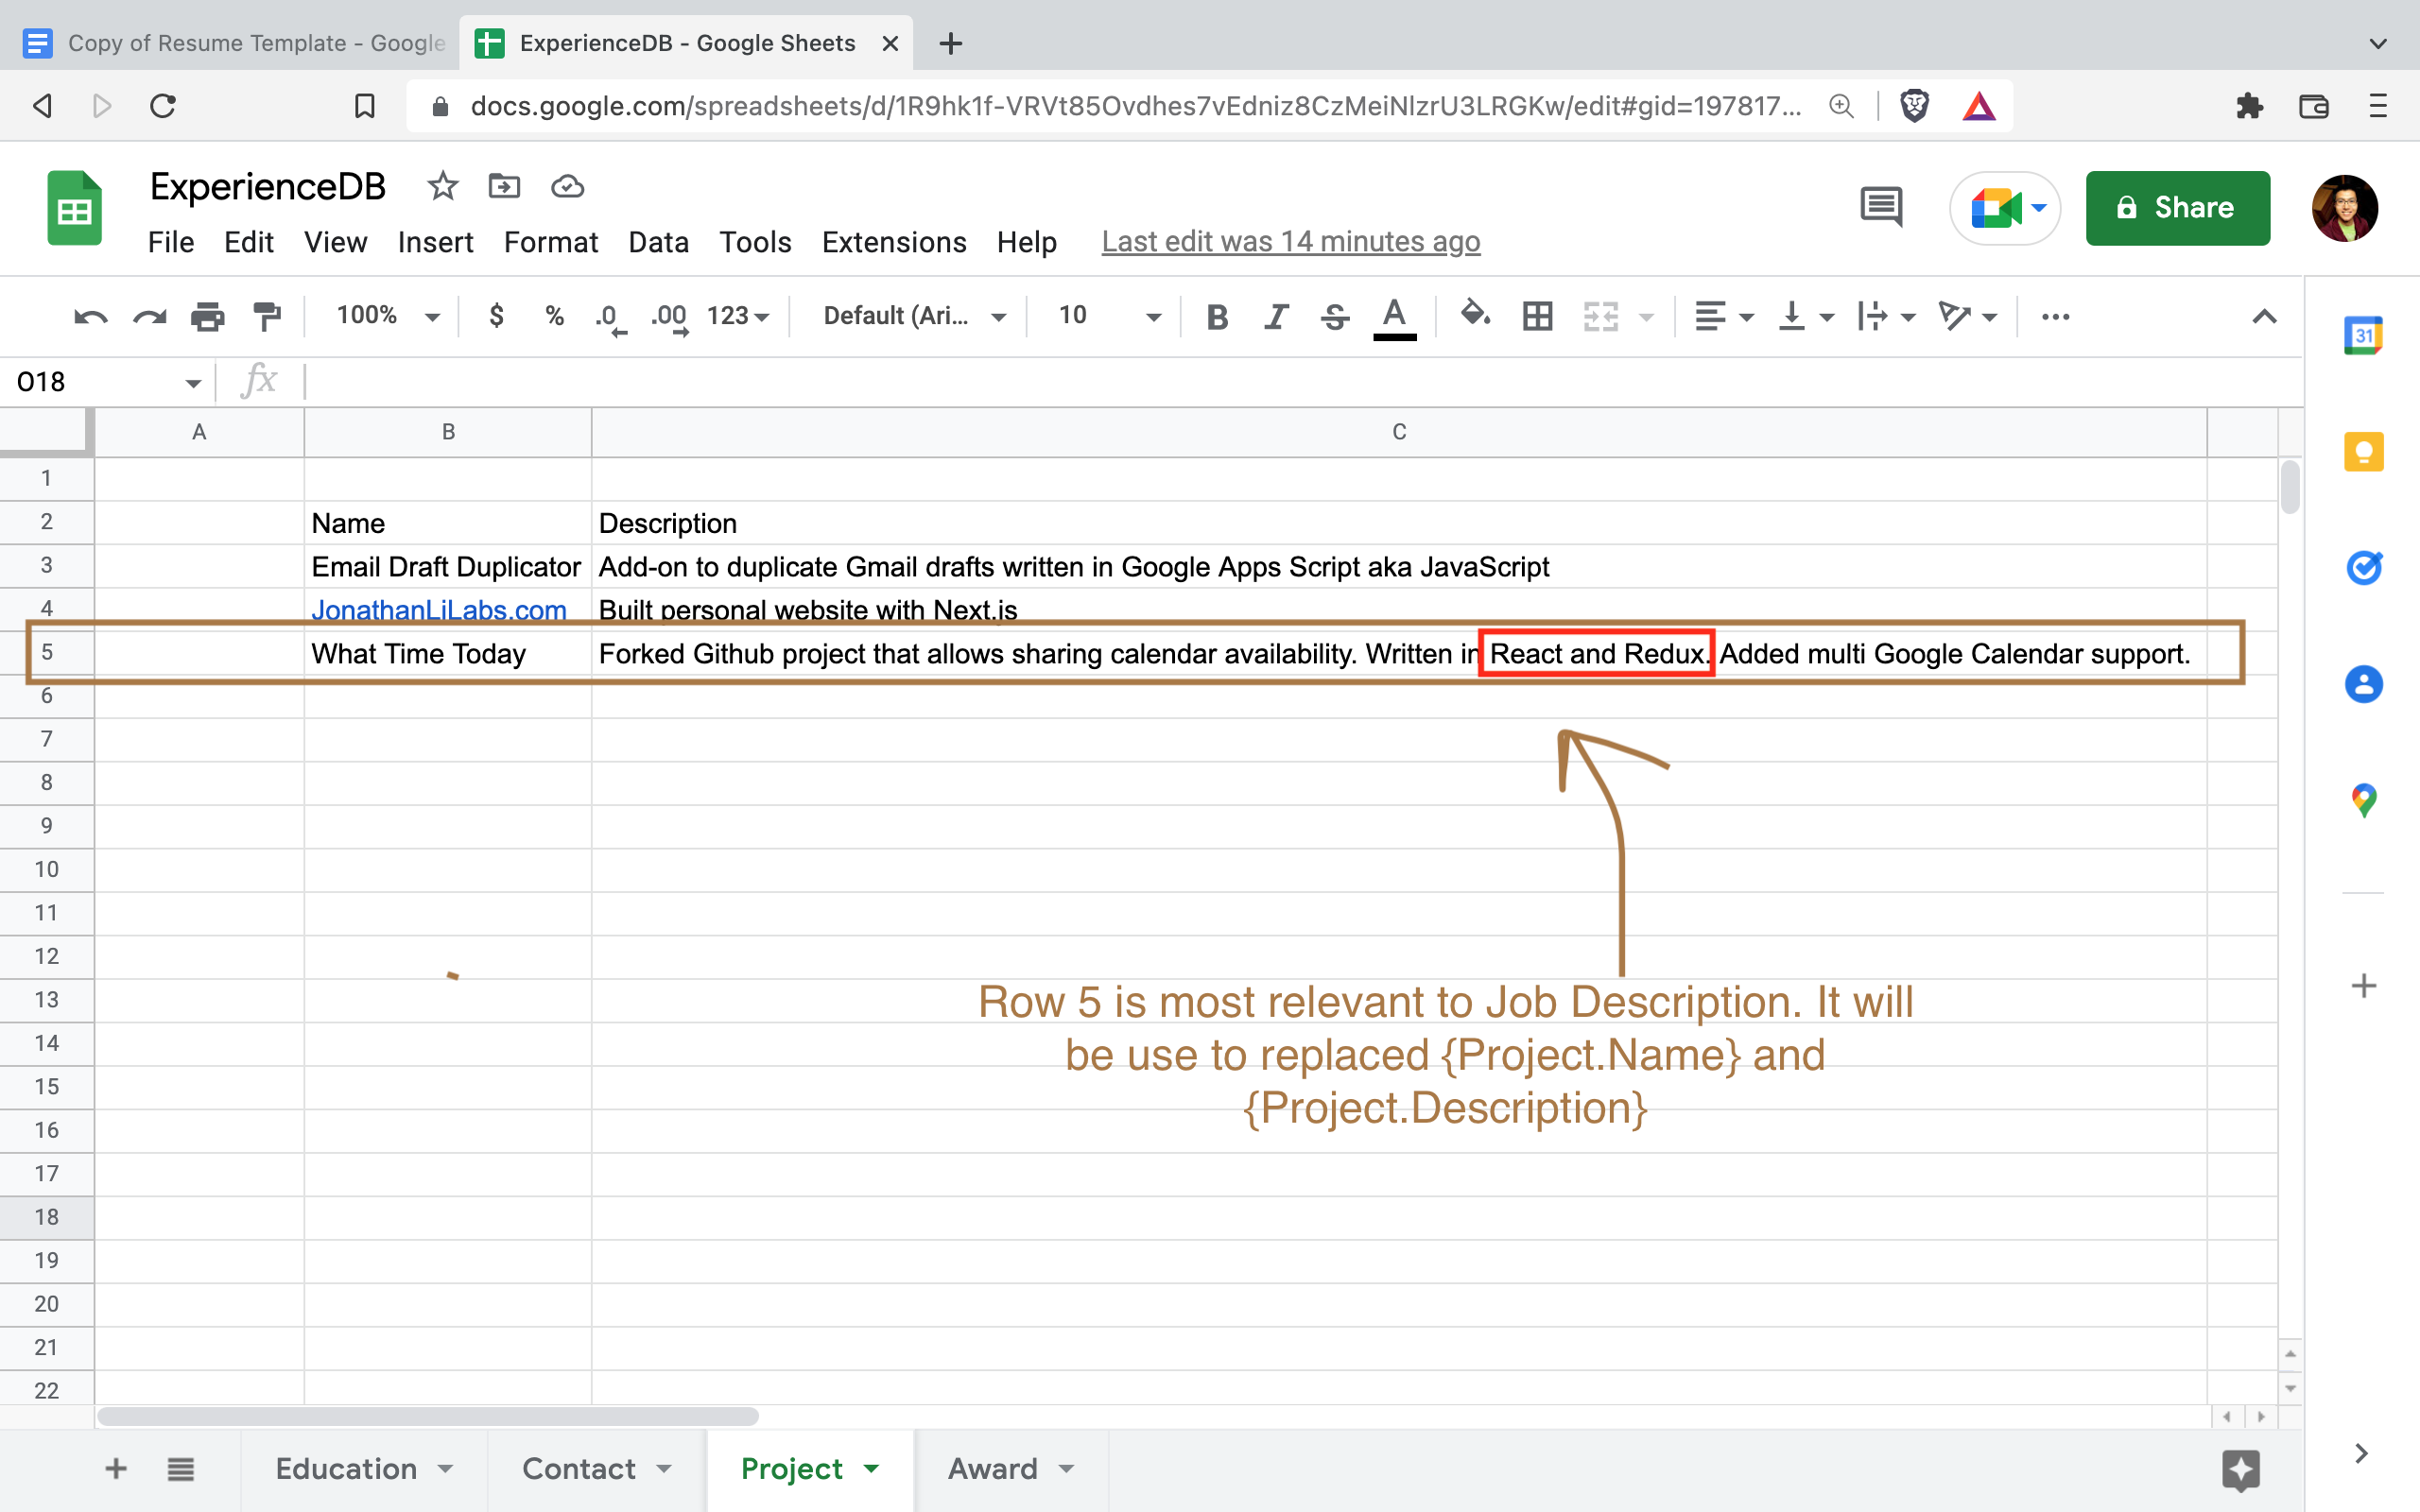 Copy of Resume Template - Google
ExperienceDB - Google Sheets
docs.google.com/spreadsheets/d/1R9hk1f-VRVt85Ovdhes7vEdniz8CzMeiNlzrU3LRGKw/edit#gid=197817...
ExperienceDB
Share
File Edit View Insert Format Data Tools Extensions Help Last edit was 14 minutes ago
100% $ % .0 .00 123 Default (Ari... 10 B I S A
31
O18 fx
A B C
1
2 Name Description
3 Email Draft Duplicator Add-on to duplicate Gmail drafts written in Google Apps Script aka JavaScript
4 JonathanLiLabs.com Built personal website with Next.js
5 What Time Today Forked Github project that allows sharing calendar availability. Written in React and Redux. Added multi Google Calendar support.
6
7
8
9
10
11
12
13
Row 5 is most relevant to Job Description. It will
14
be use to replaced {Project.Name} and
15
{Project.Description}
16
17
18
19
20
21
22
Education Contact Project Award